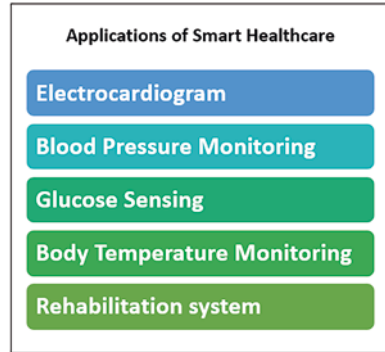 Applications of Smart Healthcare
Electrocardiogram
Blood Pressure Monitoring
Glucose Sensing
Body Temperature Monitoring
Rehabilitation system